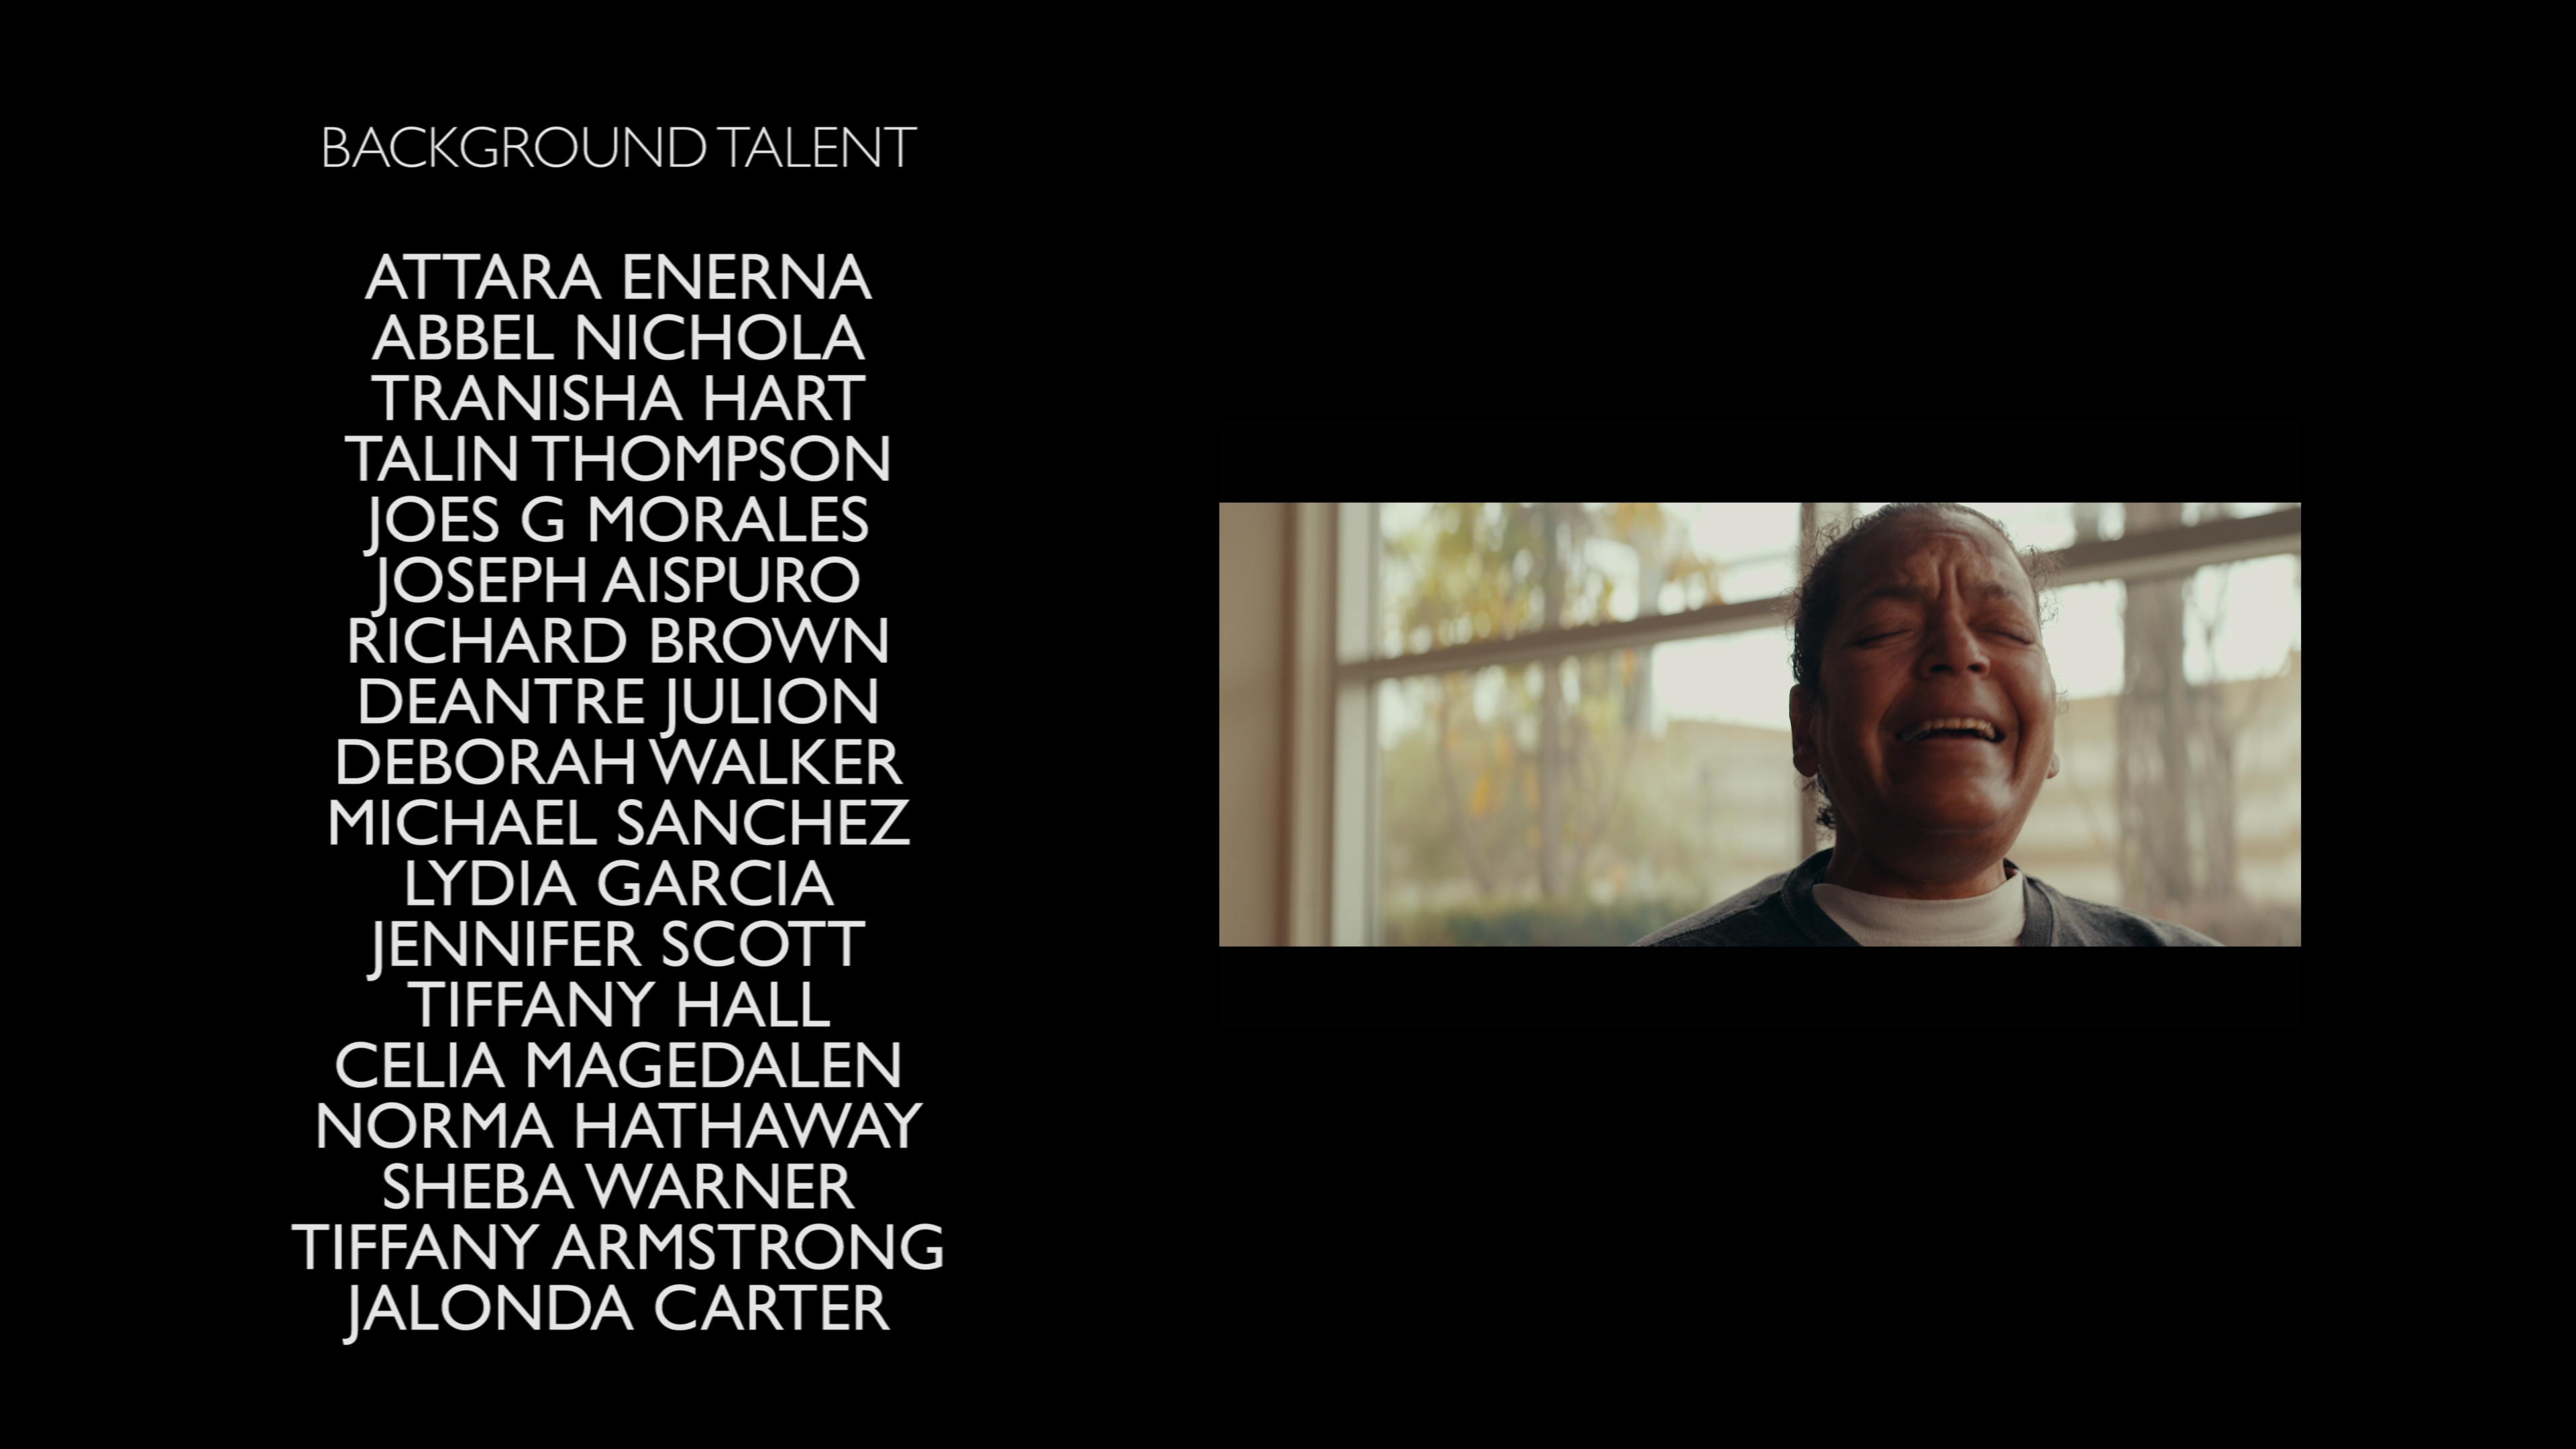 BACKGROUND TALENT
ATTARA ENERNA
ABBEL NICHOLA
TRANISHA HART
TALIN THOMPSON
JOES G MORALES
JOSEPH AISPURO
RICHARD BROWN
DEANTRE JULION
DEBORAH WALKER
MICHAEL SANCHEZ
LYDIA GARCIA
JENNIFER SCOTT
TIFFANY HALL
CELIA MAGEDALEN
NORMA HATHAWAY
SHEBA WARNER
TIFFANY ARMSTRONG
JALONDA CARTER